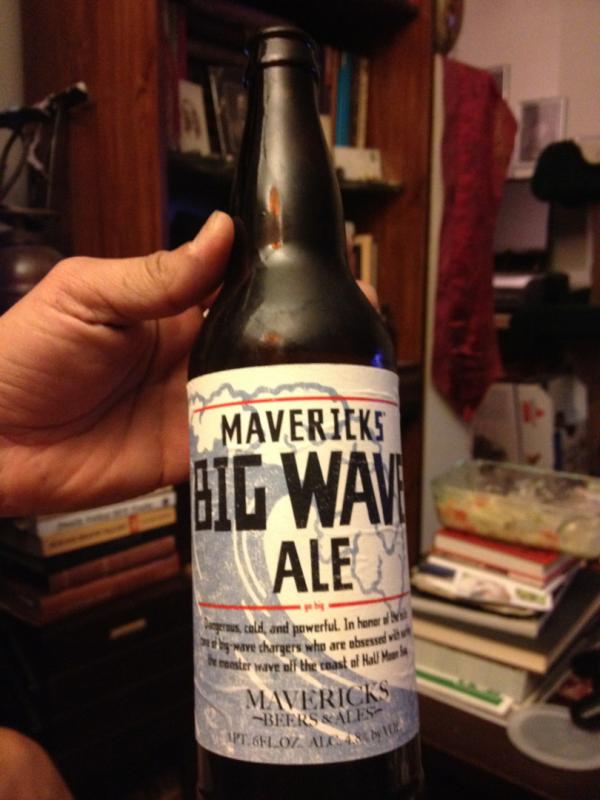 MAVERICKS
BIG WAVE
ALE
go big
Dangerous, cold, and powerful. In honor of the
of big-wave chargers who are obsessed with
the monster wave off the coast of Half Moon Bay.
MAVERICKS
BEERS & ALES
1PT. 6FL.OZ. ALC. 4.8% by VOL